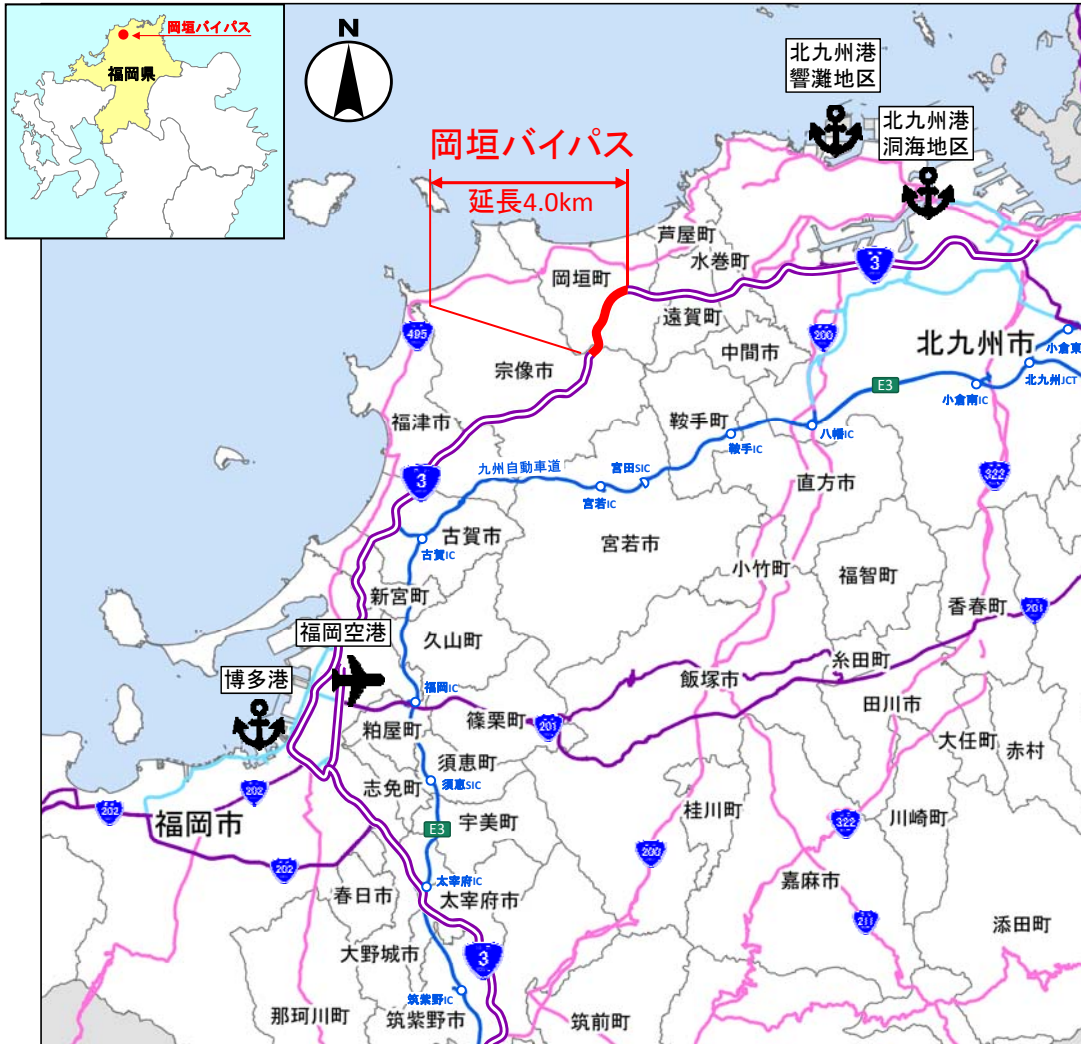 岡垣バイパス
福岡県
N
北九州港
響灘地区
北九州港
洞海地区
岡垣バイパス
延長4.0km
芦屋町
水巻町
岡垣町
3
遠賀町
495
200
中間市
北九州市
小倉東
宗像市
北九州JCT
E3
小倉南IC
福津市
鞍手町
八幡IC
鞍手IC
九州自動車道
宮田SIC
3
322
直方市
宮若IC
古賀市
宮若市
古賀IC
小竹町
福智町
新宮町
香春町
201
福岡空港
久山町
糸田町
博多港
飯塚市
福岡IC
田川市
篠栗町
粕屋町
201
大任町
赤村
須恵町
志免町
須恵SIC
202
202
桂川町
福岡市
宇美町
川崎町
E3
322
200
202
嘉麻市
太宰府IC
春日市
太宰府市
211
添田町
大野城市
3
筑紫野IC
那珂川町
筑紫野市
筑前町